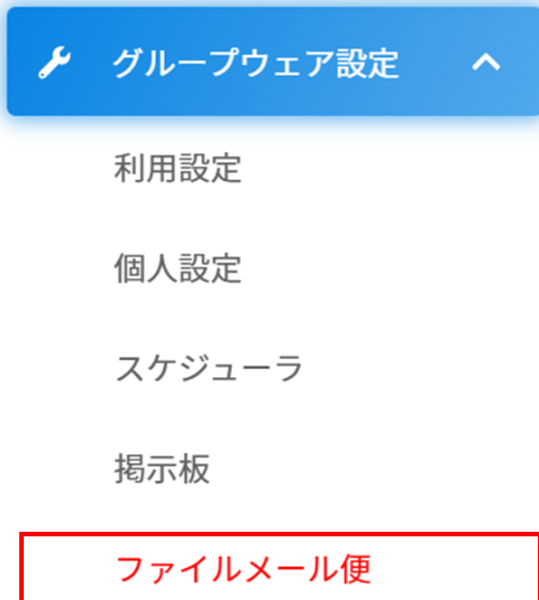 グループウェア設定
利用設定
個人設定
スケジューラ
掲示板
ファイルメール便